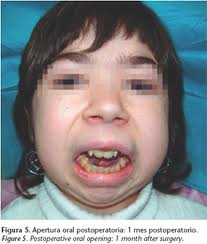 Figura 5. Apertura oral postoperatoria: 1 mes postoperatorio.
Figure 5. Postoperative oral opening: 1 month after surgery.